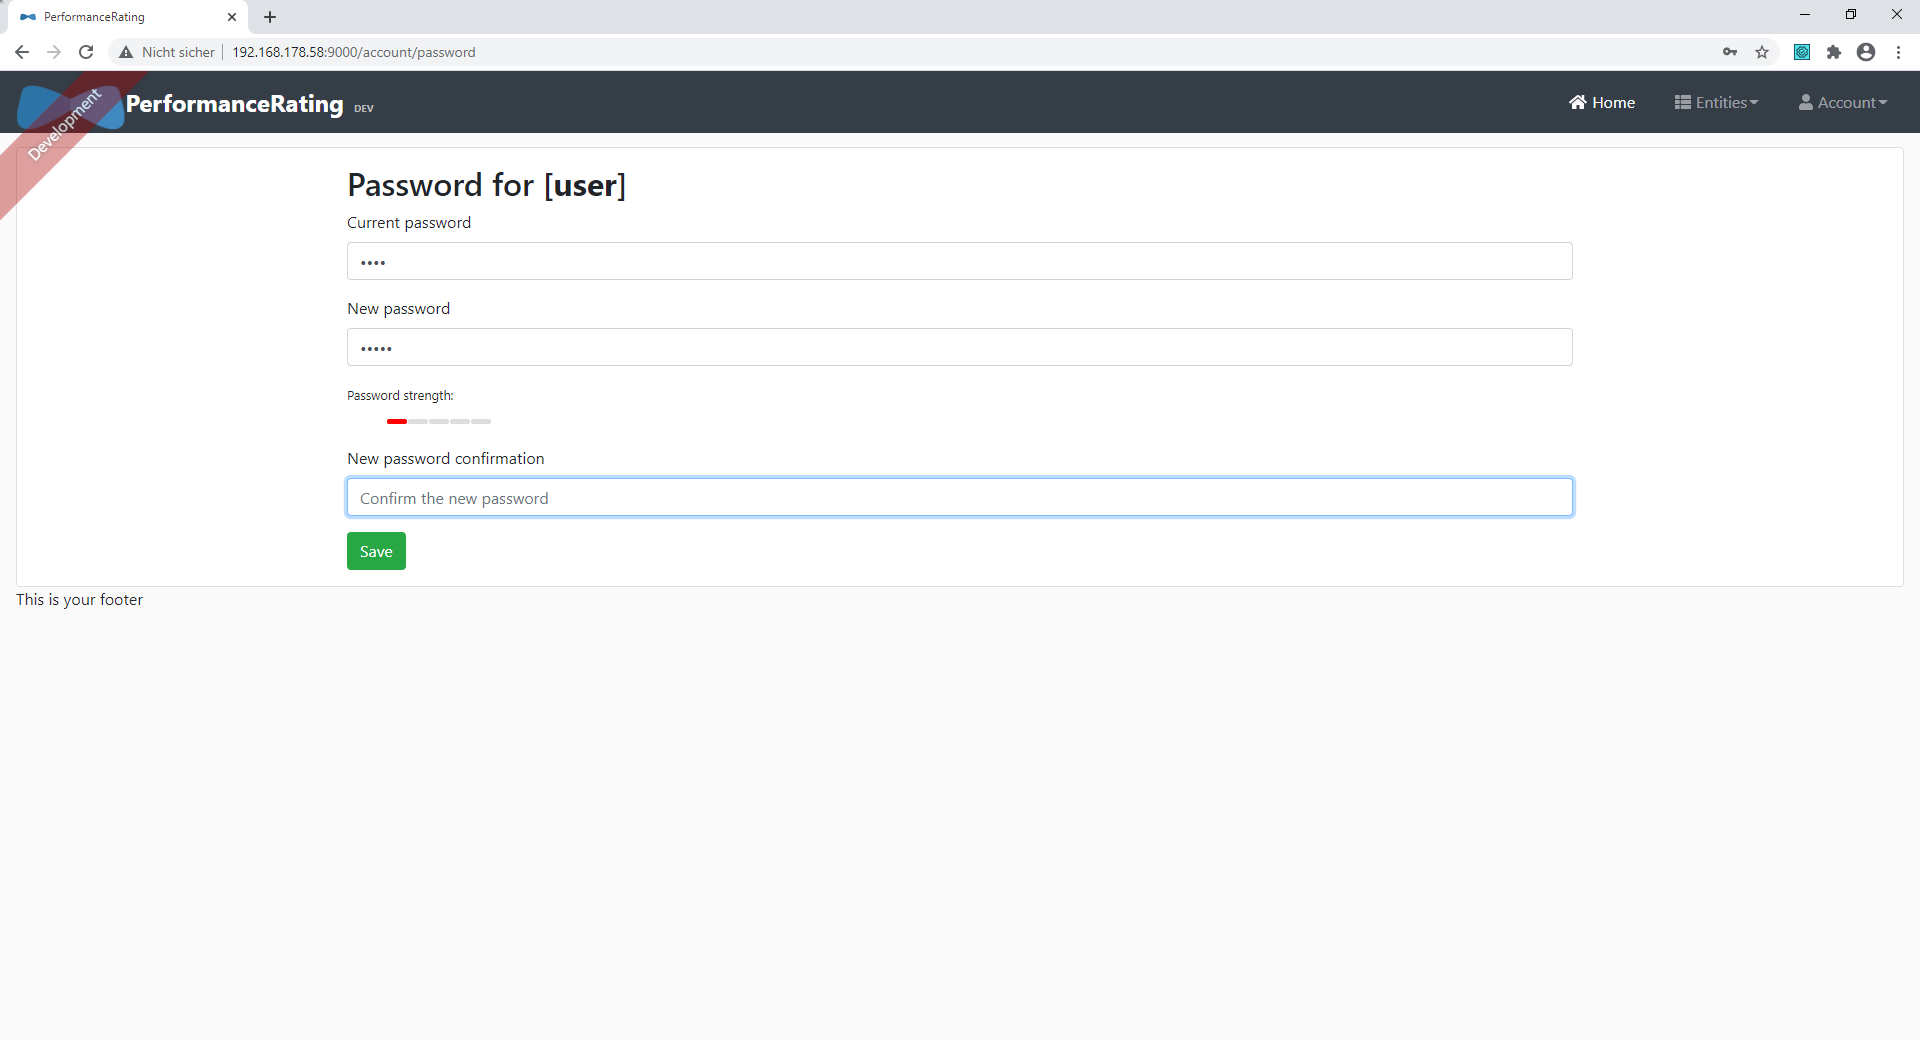 PerformanceRating
Nicht sicher 192.168.178.58:9000/account/password
Development
PerformanceRating DEV
Home Entities Account
Password for [user]
Current password
••••
New password
•••••
Password strength:
New password confirmation
Confirm the new password
Save
This is your footer